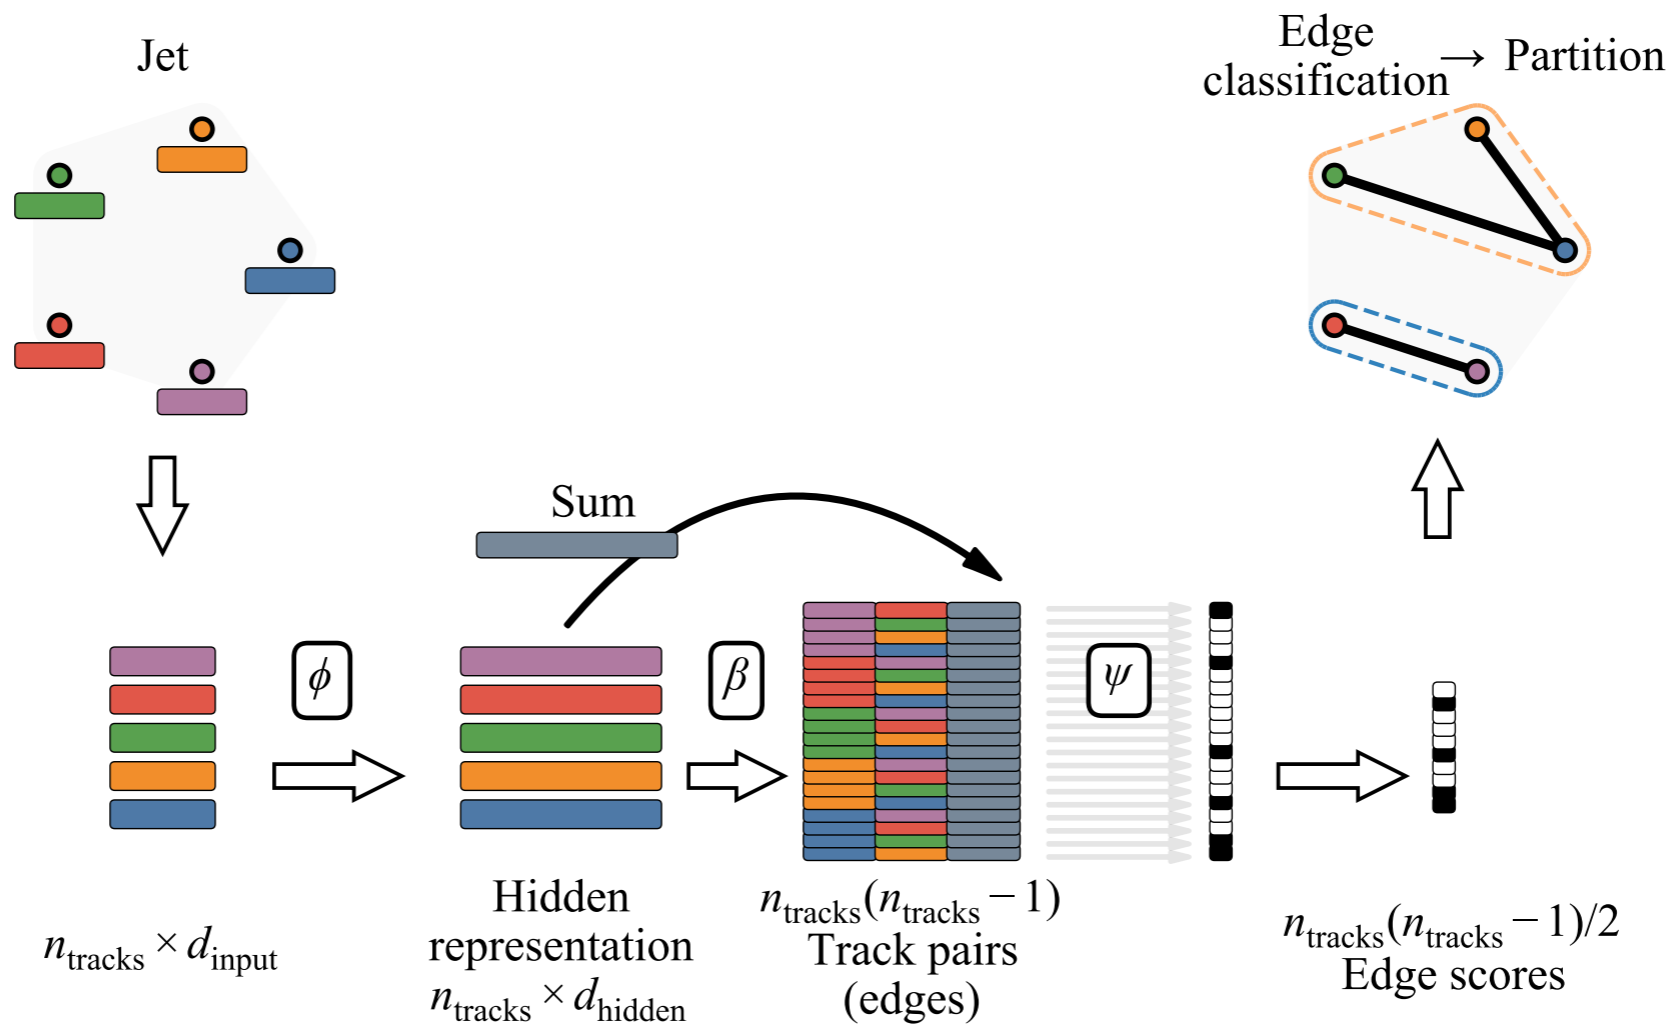 Jet
Edge
classification → Partition
Sum
ϕ
β
ψ
n_tracks × d_input
Hidden
representation
n_tracks × d_hidden
n_tracks(n_tracks − 1)
Track pairs
(edges)
n_tracks(n_tracks − 1)/2
Edge scores